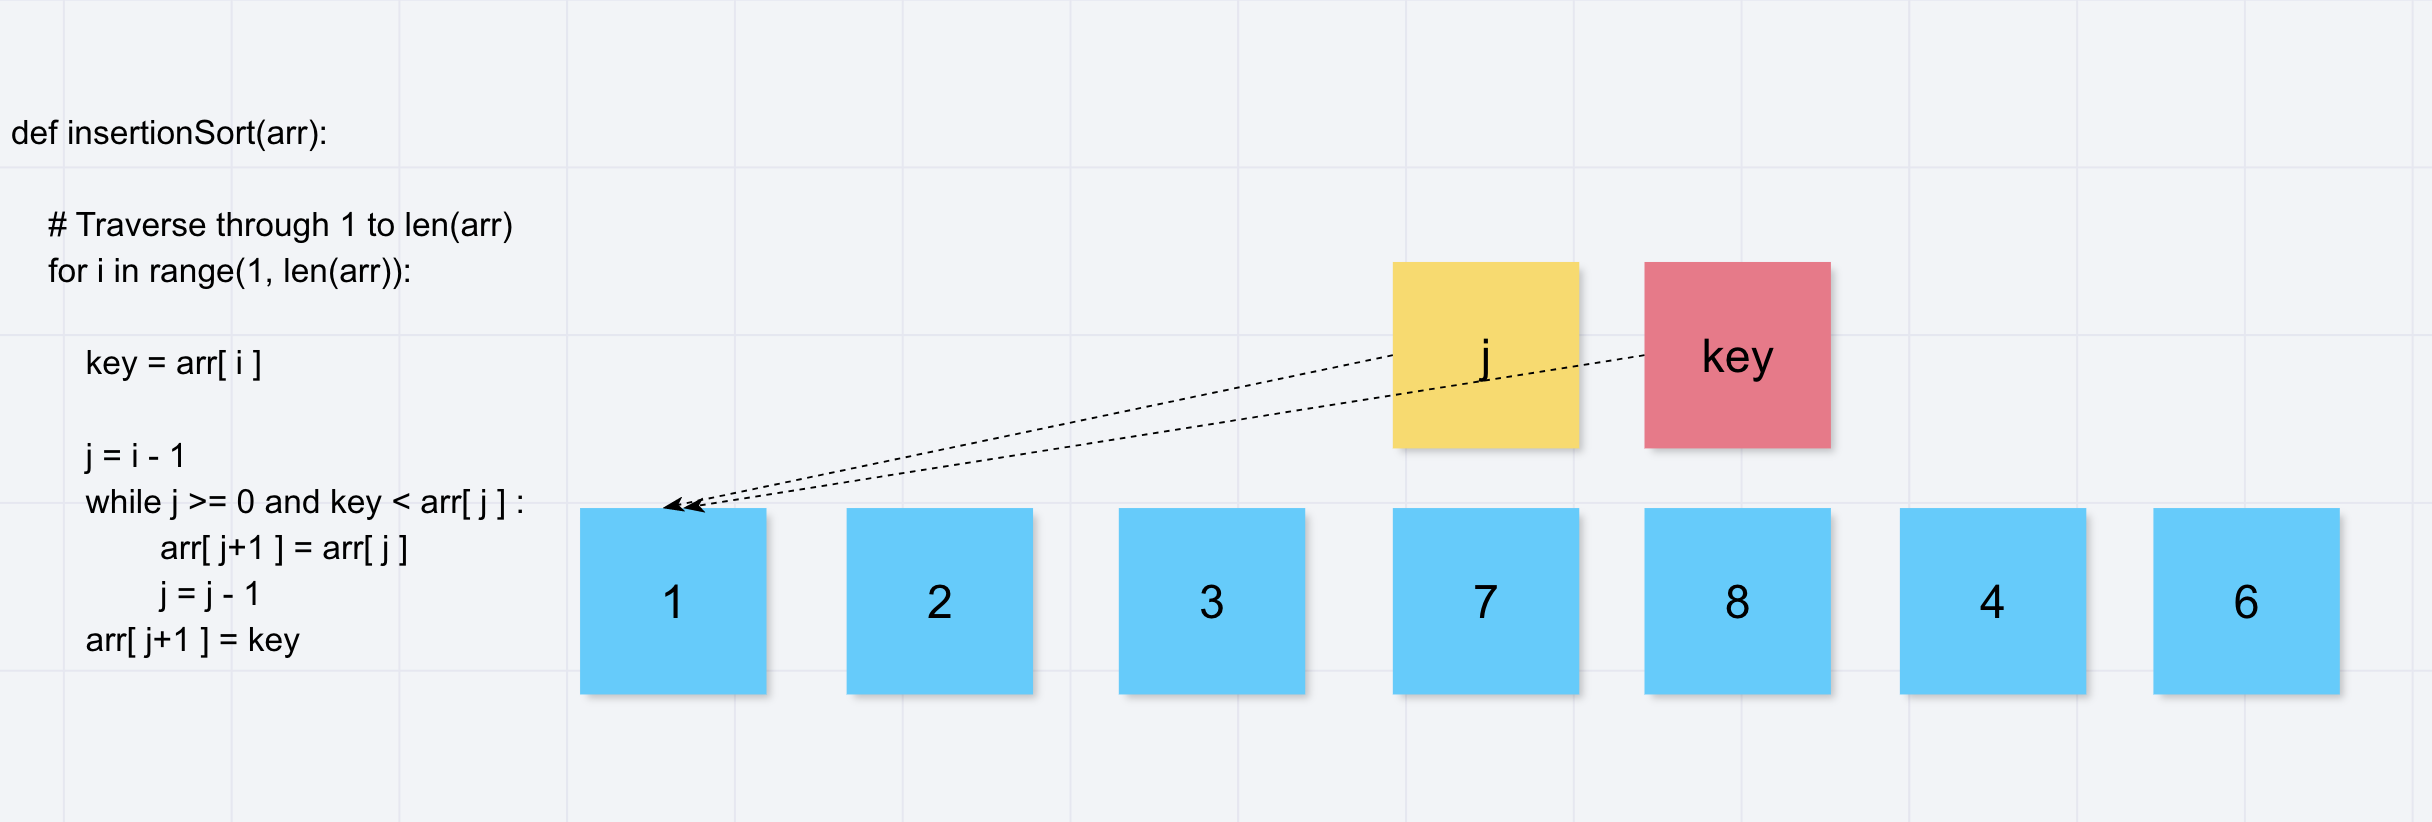 def insertionSort(arr):
# Traverse through 1 to len(arr)
for i in range(1, len(arr)):
key = arr[ i ]
j = i - 1
while j >= 0 and key < arr[ j ] :
arr[ j+1 ] = arr[ j ]
j = j - 1
arr[ j+1 ] = key
j key
1 2 3 7 8 4 6